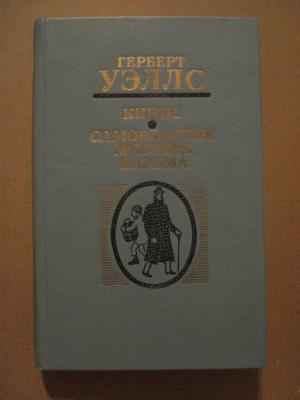 ГЕРБЕРТ
УЭЛЛС
КИППС
САМОВЛАСТИЕ
МИСТЕРА
ПАРЭМА